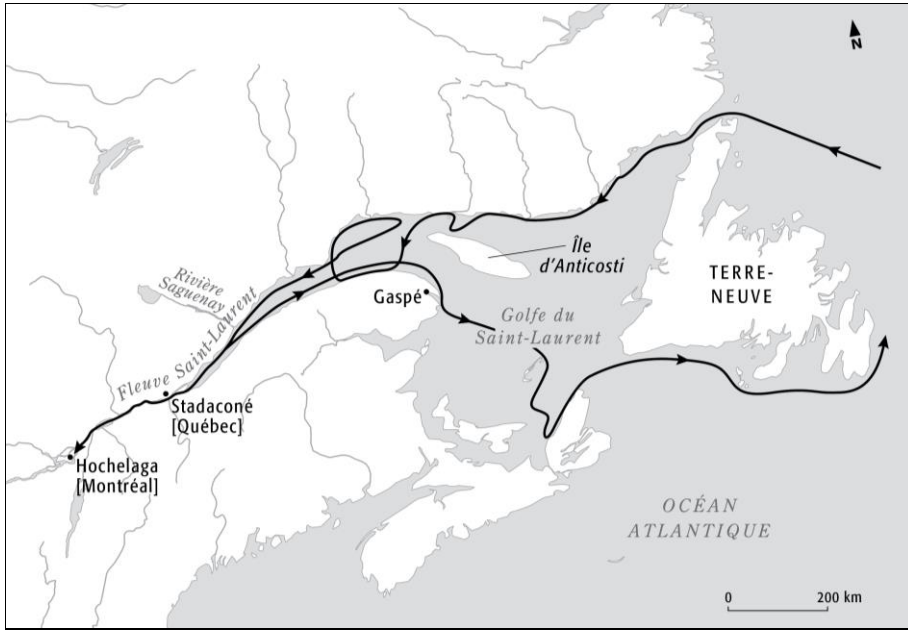 N
Île
d'Anticosti
TERRE-
NEUVE
Rivière
Saguenay
Gaspé
Golfe du
Saint-Laurent
Fleuve Saint-Laurent
Stadaconé
[Québec]
Hochelaga
[Montréal]
OCÉAN
ATLANTIQUE
0 200 km